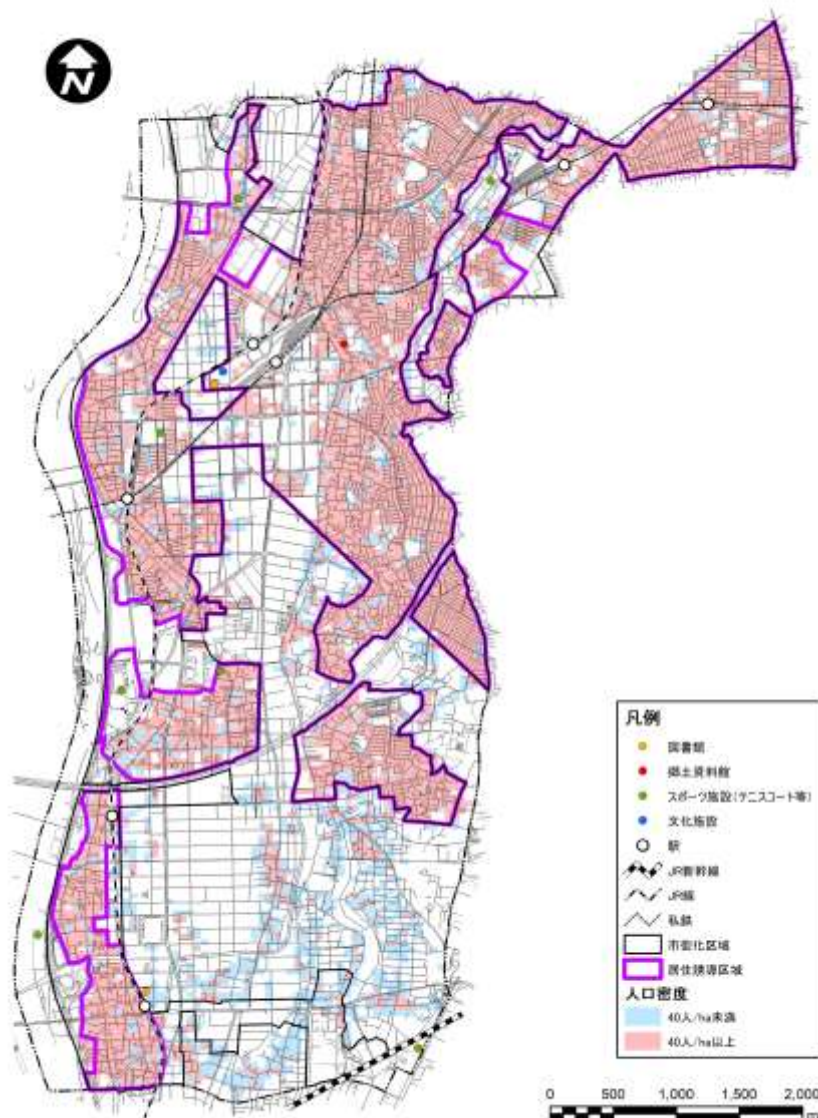 N
凡例
図書館
郷土資料館
スポーツ施設(テニスコート等)
文化施設
駅
JR新幹線
JR線
私鉄
市街化区域
居住誘導区域
人口密度
40人/ha未満
40人/ha以上
0 500 1,000 1,500 2,000
m